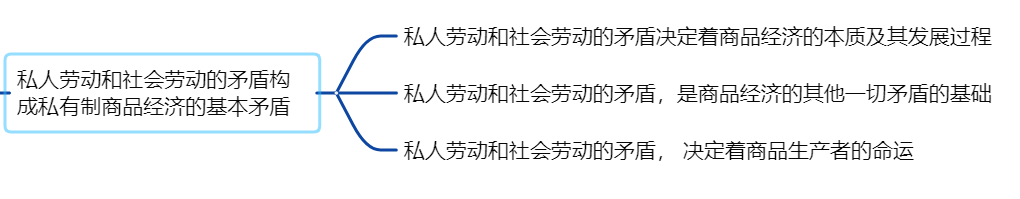 私人劳动和社会劳动的矛盾构
成私有制商品经济的基本矛盾
私人劳动和社会劳动的矛盾决定着商品经济的本质及其发展过程
私人劳动和社会劳动的矛盾，是商品经济的其他一切矛盾的基础
私人劳动和社会劳动的矛盾， 决定着商品生产者的命运